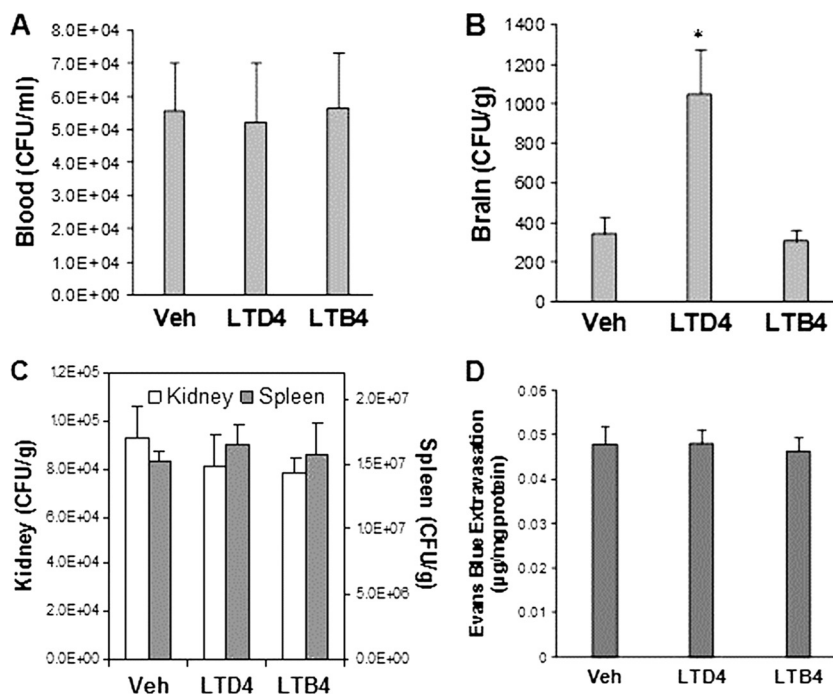 A
Blood (CFU/ml)
8.0E+04
7.0E+04
6.0E+04
5.0E+04
4.0E+04
3.0E+04
2.0E+04
1.0E+04
0.0E+00
Veh LTD4 LTB4
B
Brain (CFU/g)
1400
1200
1000
800
600
400
200
0
*
Veh LTD4 LTB4
C
Kidney (CFU/g)
1.2E+05
1.0E+05
8.0E+04
6.0E+04
4.0E+04
2.0E+04
0.0E+00
Kidney Spleen
2.0E+07
1.5E+07
1.0E+07
5.0E+06
0.0E+00
Spleen (CFU/g)
Veh LTD4 LTB4
D
Evans Blue Extravasation
(µg/mg protein)
0.06
0.05
0.04
0.03
0.02
0.01
0
Veh LTD4 LTB4